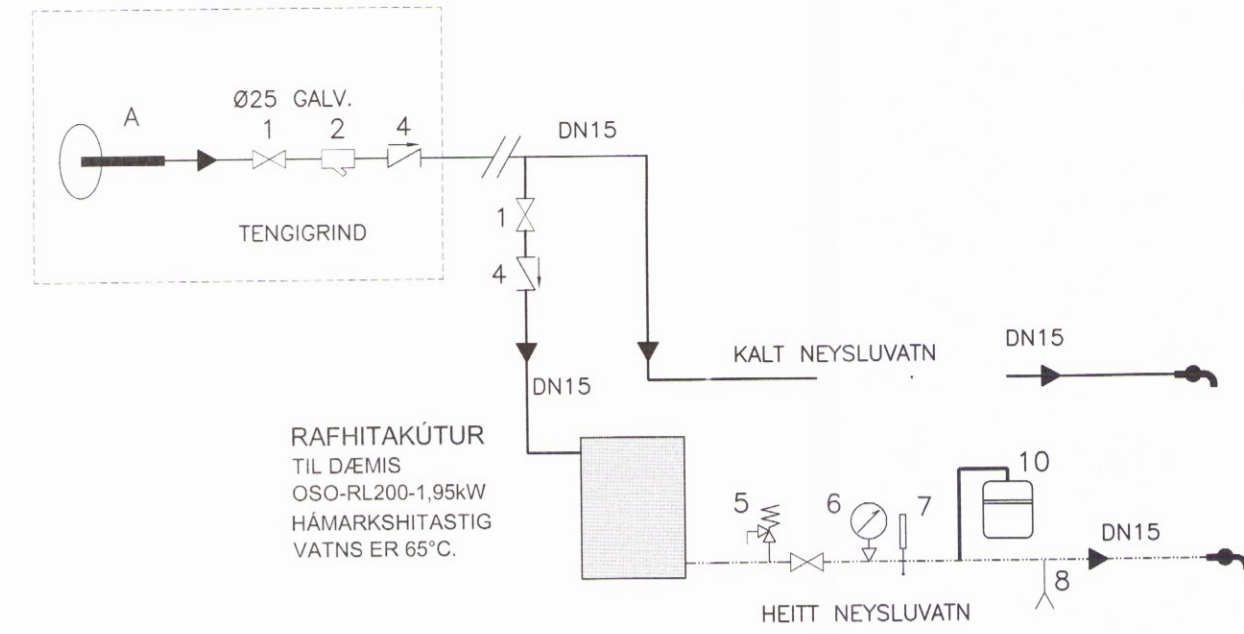 A
Ø25 GALV.
1 2 4
TENGIGRIND
DN15
1
4
DN15
KALT NEYSLUVATN
DN15
RAFHITAKÚTUR
TIL DÆMIS
OSO-RL200-1,95kW
HÁMARKSHITASTIG
VATNS ER 65°C.
5 6 7 10
DN15
8
HEITT NEYSLUVATN